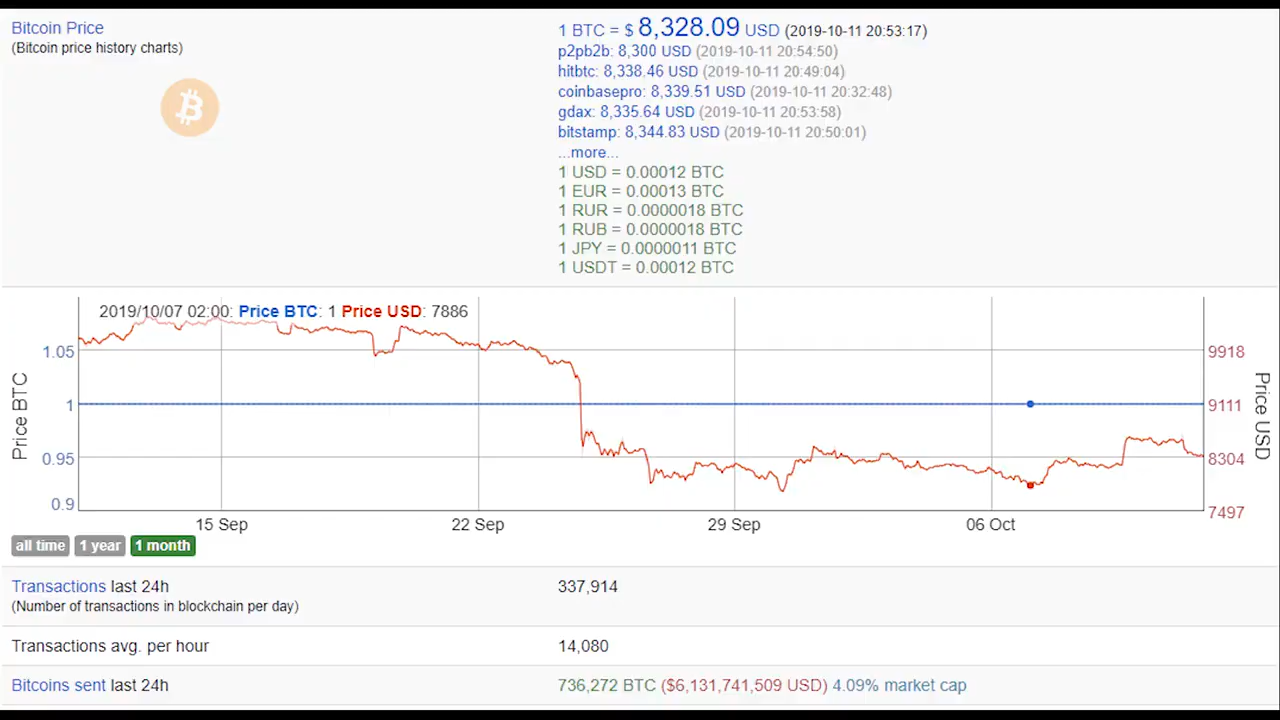 Bitcoin Price
(Bitcoin price history charts)
1 BTC = $ 8,328.09 USD (2019-10-11 20:53:17)
p2pb2b: 8,300 USD (2019-10-11 20:54:50)
hitbtc: 8,338.46 USD (2019-10-11 20:49:04)
coinbasepro: 8,339.51 USD (2019-10-11 20:32:48)
gdax: 8,335.64 USD (2019-10-11 20:53:58)
bitstamp: 8,344.83 USD (2019-10-11 20:50:01)
...more...
1 USD = 0.00012 BTC
1 EUR = 0.00013 BTC
1 RUR = 0.0000018 BTC
1 RUB = 0.0000018 BTC
1 JPY = 0.0000011 BTC
1 USDT = 0.00012 BTC
2019/10/07 02:00: Price BTC: 1 Price USD: 7886
Price BTC
1.05
1
0.95
0.9
9918
9111
8304
7497
Price USD
15 Sep
22 Sep
29 Sep
06 Oct
all time 1 year 1 month
Transactions last 24h
337,914
(Number of transactions in blockchain per day)
Transactions avg. per hour
14,080
Bitcoins sent last 24h
736,272 BTC ($6,131,741,509 USD) 4.09% market cap